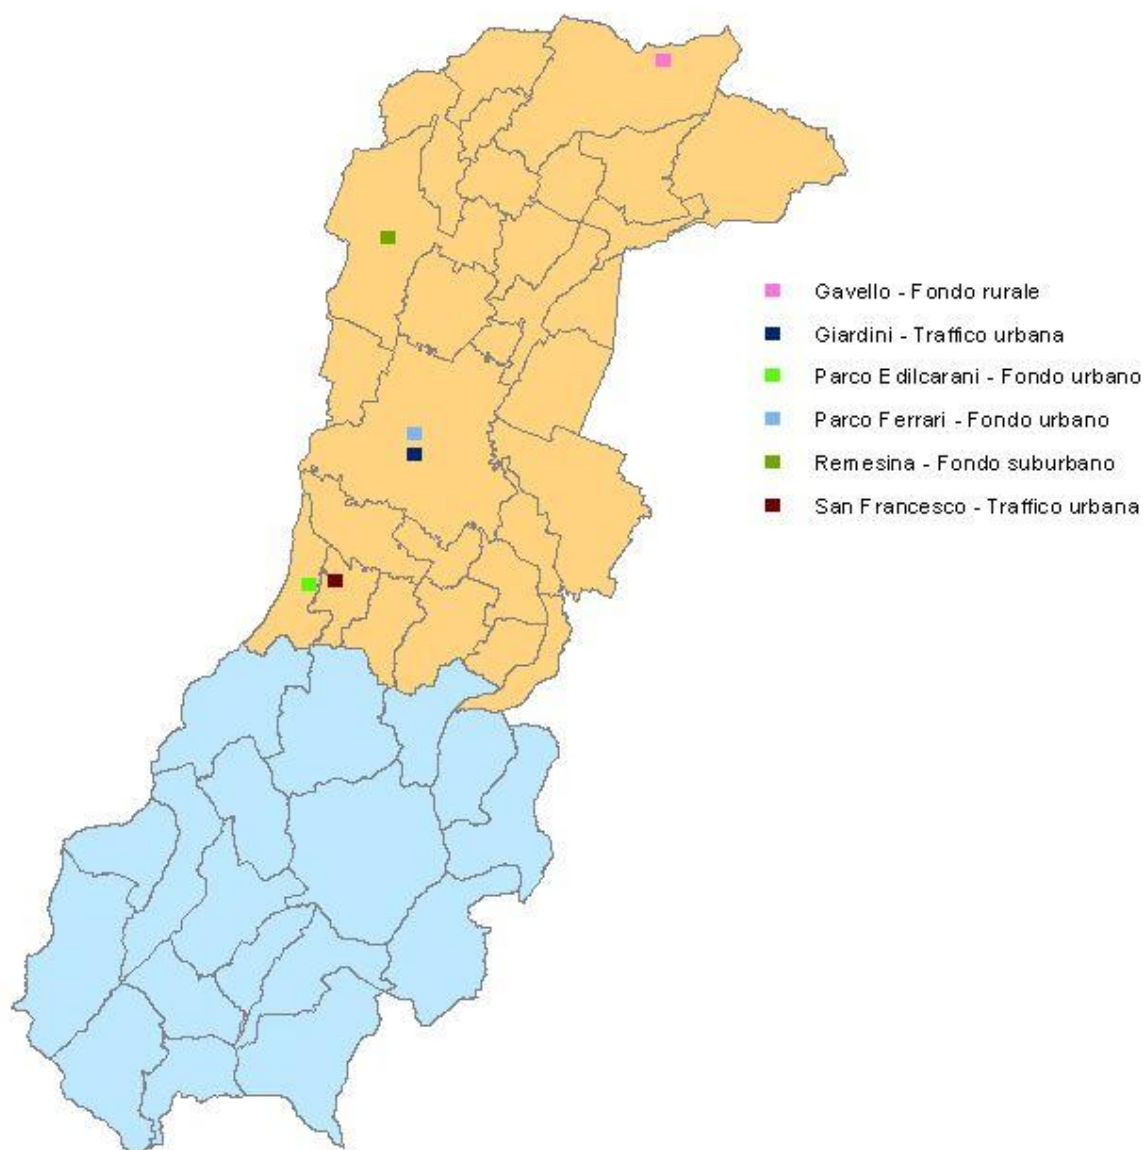 Gavello - Fondo rurale
Giardini - Traffico urbana
Parco Edilcarani - Fondo urbano
Parco Ferrari - Fondo urbano
Remesina - Fondo suburbano
San Francesco - Traffico urbana